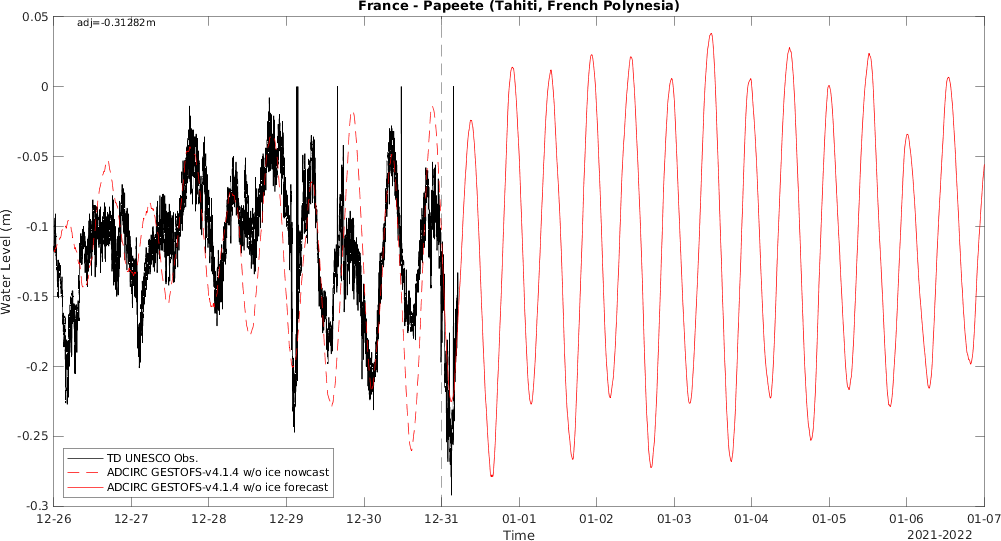 France - Papeete (Tahiti, French Polynesia)
adj=-0.31282m
0.05
0
-0.05
-0.1
-0.15
-0.2
-0.25
-0.3
Water Level (m)
TD UNESCO Obs.
ADCIRC GESTOFS-v4.1.4 w/o ice nowcast
ADCIRC GESTOFS-v4.1.4 w/o ice forecast
12-26 12-27 12-28 12-29 12-30 12-31 01-01 01-02 01-03 01-04 01-05 01-06 01-07
Time
2021-2022